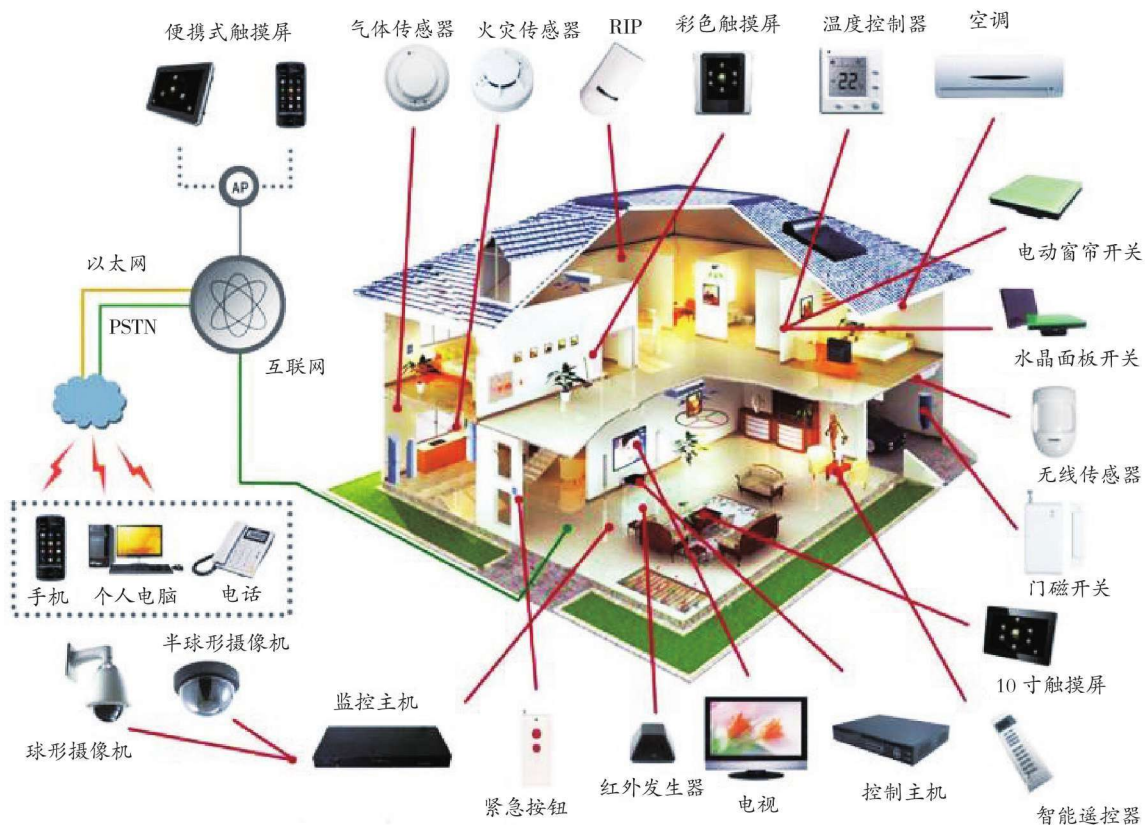 便携式触摸屏
气体传感器
火灾传感器
RIP
彩色触摸屏
温度控制器
空调
22
AP
电动窗帘开关
以太网
PSTN
互联网
水晶面板开关
无线传感器
手机
个人电脑
电话
门磁开关
半球形摄像机
球形摄像机
监控主机
10寸触摸屏
紧急按钮
红外发生器
电视
控制主机
智能遥控器